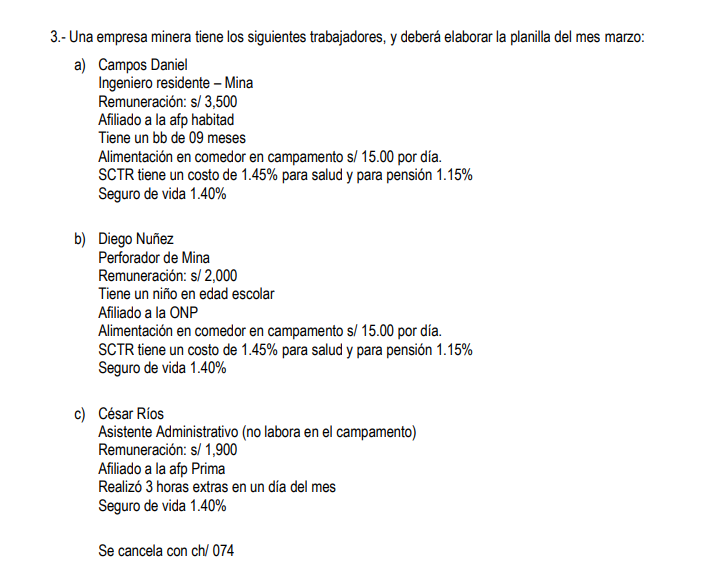 3.- Una empresa minera tiene los siguientes trabajadores, y deberá elaborar la planilla del mes marzo:
a) Campos Daniel
Ingeniero residente – Mina
Remuneración: s/ 3,500
Afiliado a la afp habitad
Tiene un bb de 09 meses
Alimentación en comedor en campamento s/ 15.00 por día.
SCTR tiene un costo de 1.45% para salud y para pensión 1.15%
Seguro de vida 1.40%
b) Diego Nuñez
Perforador de Mina
Remuneración: s/ 2,000
Tiene un niño en edad escolar
Afiliado a la ONP
Alimentación en comedor en campamento s/ 15.00 por día.
SCTR tiene un costo de 1.45% para salud y para pensión 1.15%
Seguro de vida 1.40%
c) César Ríos
Asistente Administrativo (no labora en el campamento)
Remuneración: s/ 1,900
Afiliado a la afp Prima
Realizó 3 horas extras en un día del mes
Seguro de vida 1.40%
Se cancela con ch/ 074